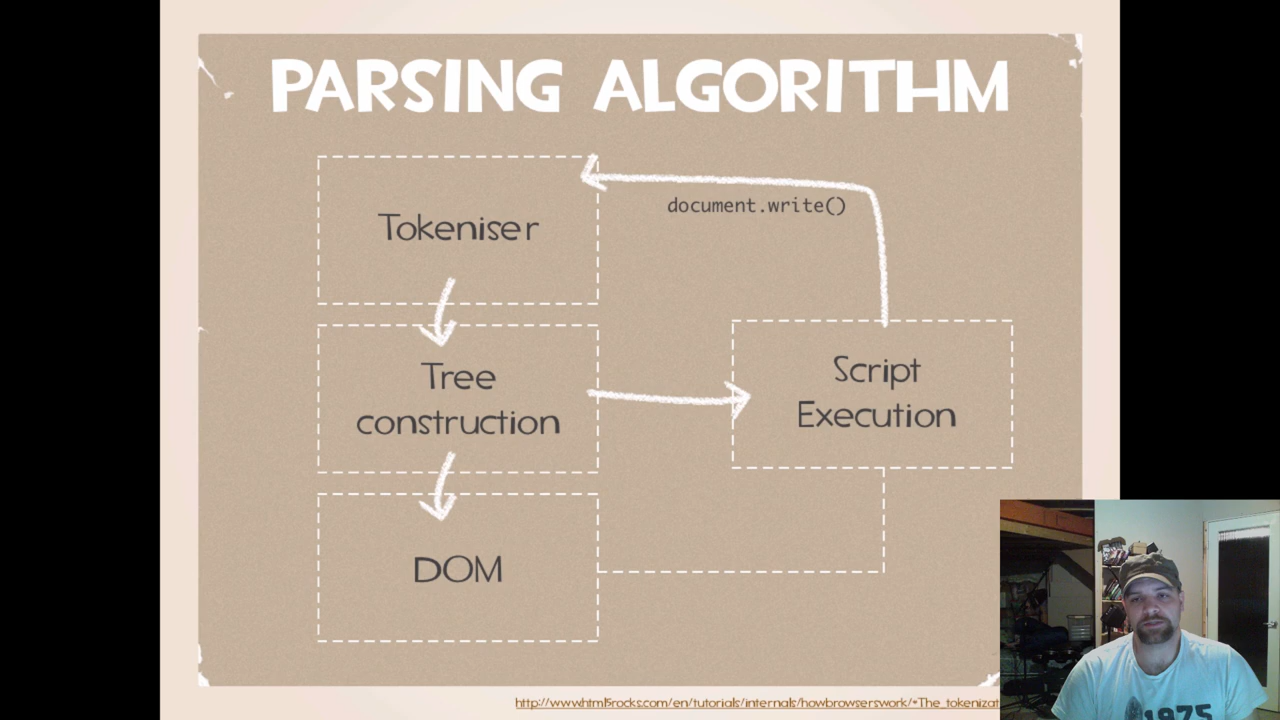 PARSING ALGORITHM
Tokeniser
document.write()
Tree
construction
Script
Execution
DOM
http://www.html5rocks.com/en/tutorials/internals/howbrowserswork/#The_tokenizat
1975